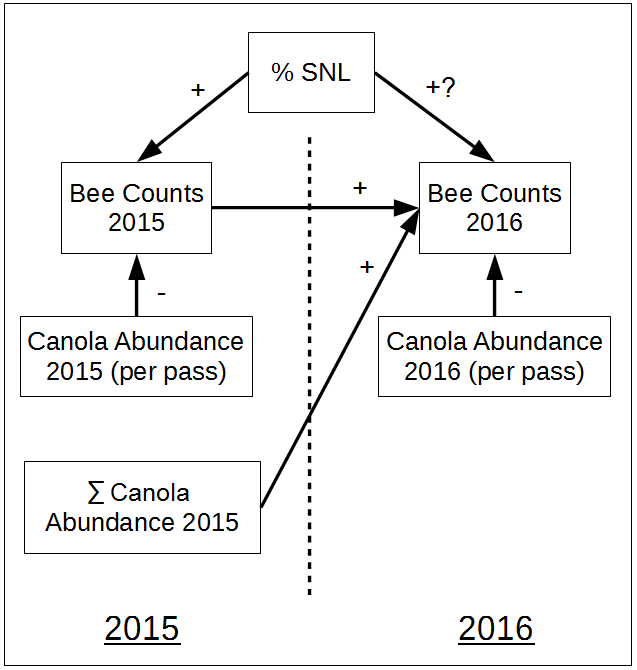 % SNL
+
+?
Bee Counts
2015
+
Bee Counts
2016
+
-
-
Canola Abundance
2015 (per pass)
Canola Abundance
2016 (per pass)
∑ Canola
Abundance 2015
2015
2016